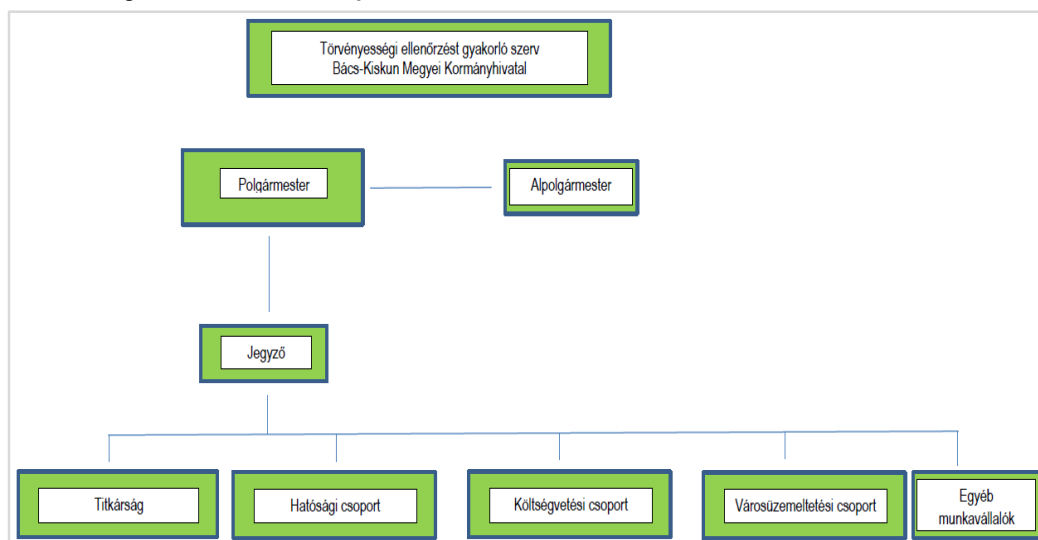 Törvényességi ellenőrzést gyakorló szerv
Bács-Kiskun Megyei Kormányhivatal
Polgármester
Alpolgármester
Jegyző
Titkárság
Hatósági csoport
Költségvetési csoport
Városüzemeltetési csoport
Egyéb
munkavállalók